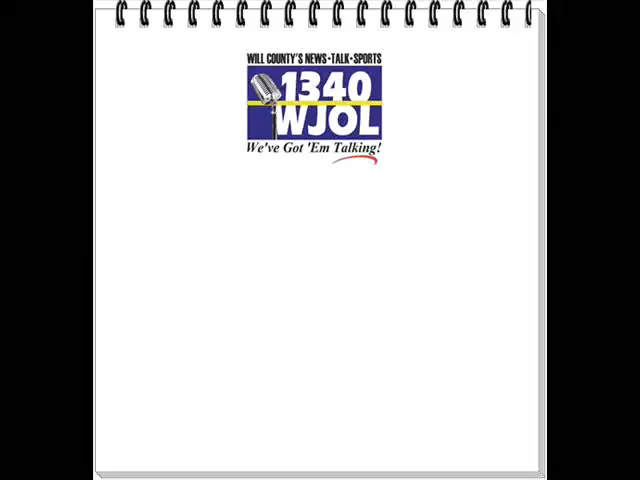 WILL COUNTY'S NEWS•TALK•SPORTS
1340
WJOL
We've Got 'Em Talking!